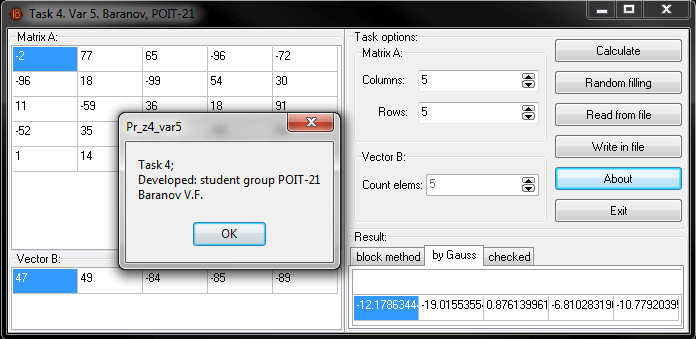 Task 4. Var 5. Baranov, POIT-21
Matrix A:
-2 77 65 -96 -72
-96 18 -99 54 30
11 -59 36 18 91
-52 35
1 14
Pr_z4_var5
Task 4;
Developed: student group POIT-21
Baranov V.F.
OK
Vector B:
47 49 -84 -85 -89
Task options:
Matrix A:
Columns: 5
Rows: 5
Vector B:
Count elems: 5
Calculate
Random filling
Read from file
Write in file
About
Exit
Result:
block method by Gauss checked
-12.1786344 -19.0155355 0.876139961 -6.81028319 -10.7792039